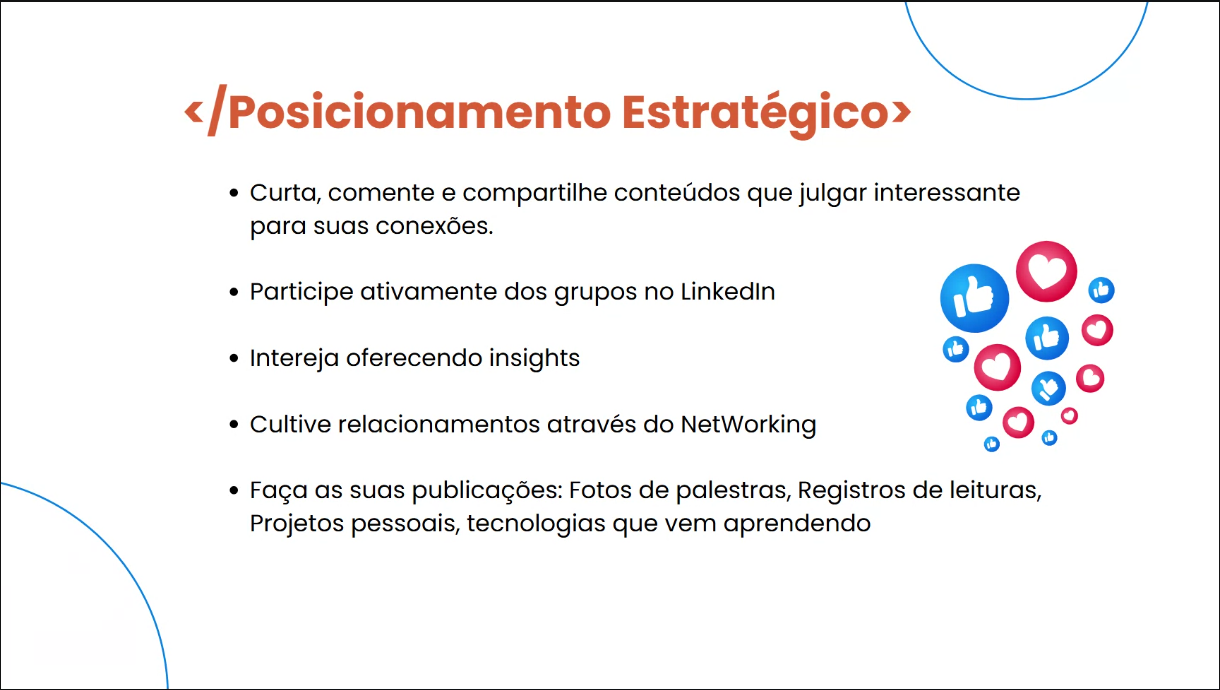 </Posicionamento Estratégico>
• Curta, comente e compartilhe conteúdos que julgar interessante
para suas conexões.
• Participe ativamente dos grupos no LinkedIn
• Intereja oferecendo insights
• Cultive relacionamentos através do NetWorking
• Faça as suas publicações: Fotos de palestras, Registros de leituras,
Projetos pessoais, tecnologias que vem aprendendo